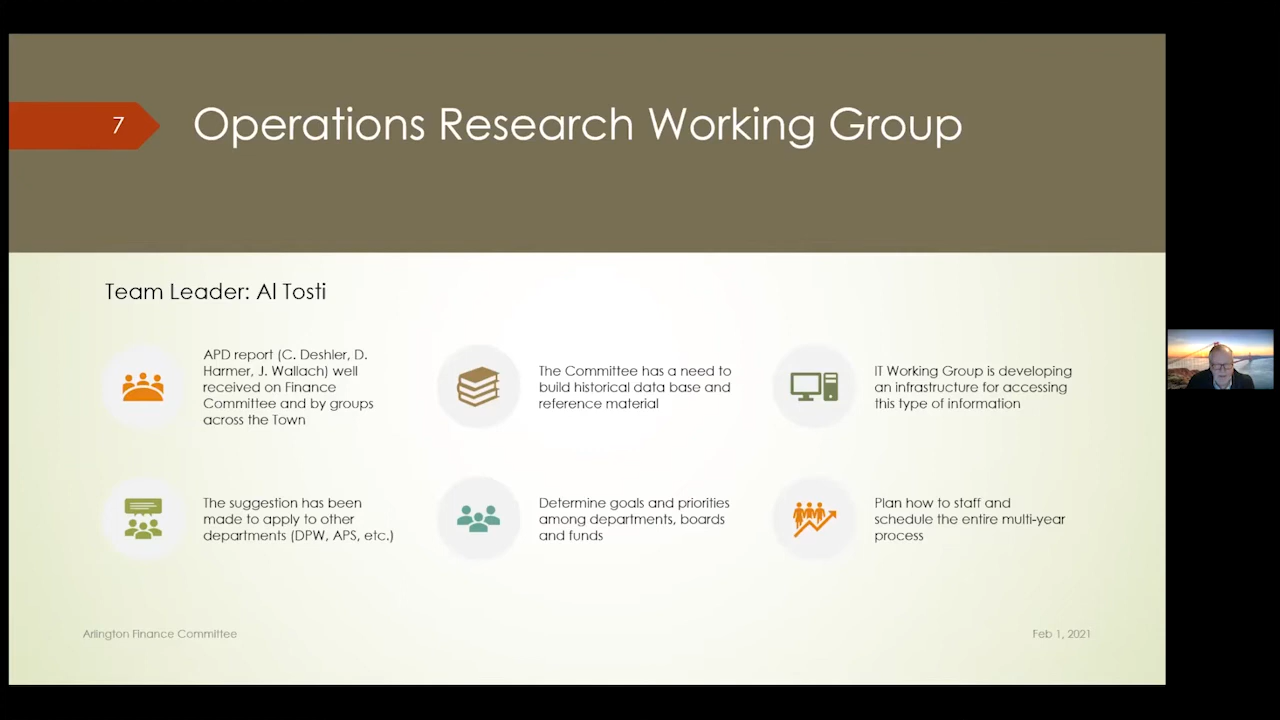 7
Operations Research Working Group
Team Leader: Al Tosti
APD report (C. Deshler, D.
Harmer, J. Wallach) well
received on Finance
Committee and by groups
across the Town
The Committee has a need to
build historical data base and
reference material
IT Working Group is developing
an infrastructure for accessing
this type of information
The suggestion has been
made to apply to other
departments (DPW, APS, etc.)
Determine goals and priorities
among departments, boards
and funds
Plan how to staff and
schedule the entire multi-year
process
Arlington Finance Committee
Feb 1, 2021